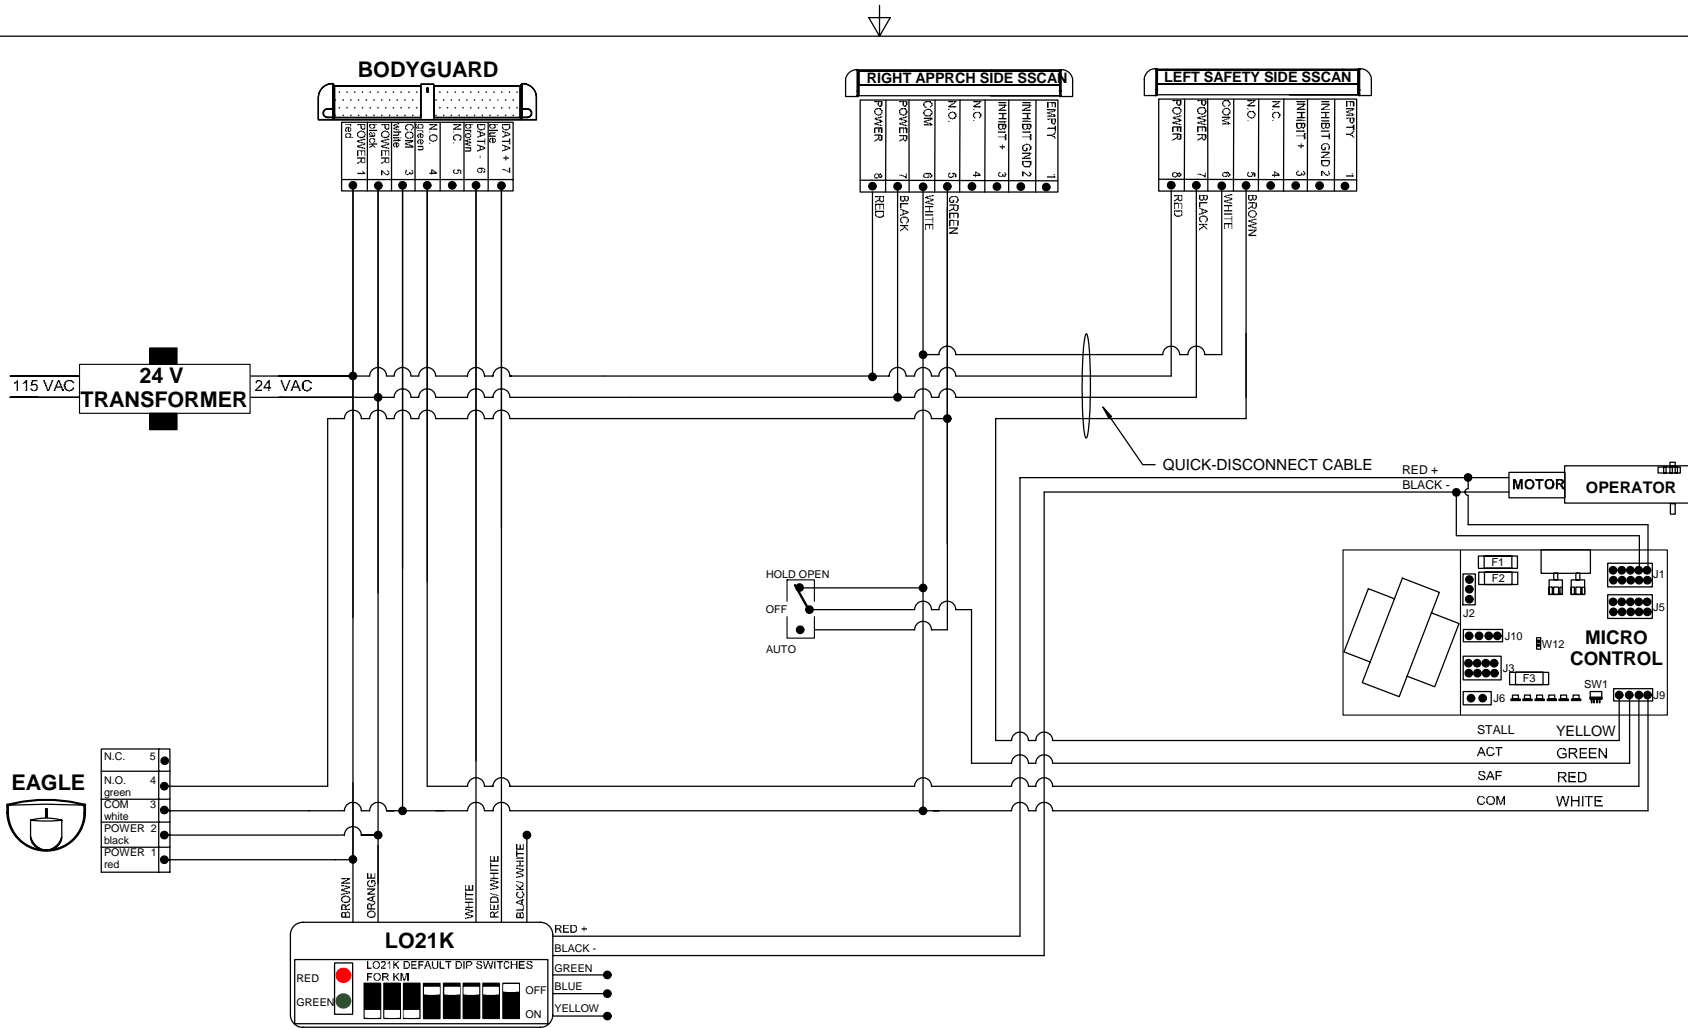 BODYGUARD
POWER 1
red
POWER 2
black
COM 3
white
N.O. 4
green
N.C. 5
DATA - 6
brown
DATA + 7
blue
RIGHT APPRCH SIDE SSCAN
POWER 8
POWER 7
COM 6
N.O. 5
N.C. 4
INHIBIT + 3
INHIBIT GND 2
EMPTY 1
RED
BLACK
WHITE
GREEN
LEFT SAFETY SIDE SSCAN
POWER 8
POWER 7
COM 6
N.O. 5
N.C. 4
INHIBIT + 3
INHIBIT GND 2
EMPTY 1
RED
BLACK
WHITE
BROWN
115 VAC
24 V
TRANSFORMER
24 VAC
QUICK-DISCONNECT CABLE
RED +
BLACK -
MOTOR
OPERATOR
HOLD OPEN
OFF
AUTO
F1
F2
J1
J2
J5
J10
W12
MICRO
CONTROL
J3
F3
SW1
J6
J9
STALL YELLOW
ACT GREEN
SAF RED
COM WHITE
EAGLE
N.C. 5
N.O. 4
green
COM 3
white
POWER 2
black
POWER 1
red
BROWN
ORANGE
WHITE
RED/ WHITE
BLACK/ WHITE
LO21K
LO21K DEFAULT DIP SWITCHES
FOR KM
RED
GREEN
OFF
ON
RED +
BLACK -
GREEN
BLUE
YELLOW